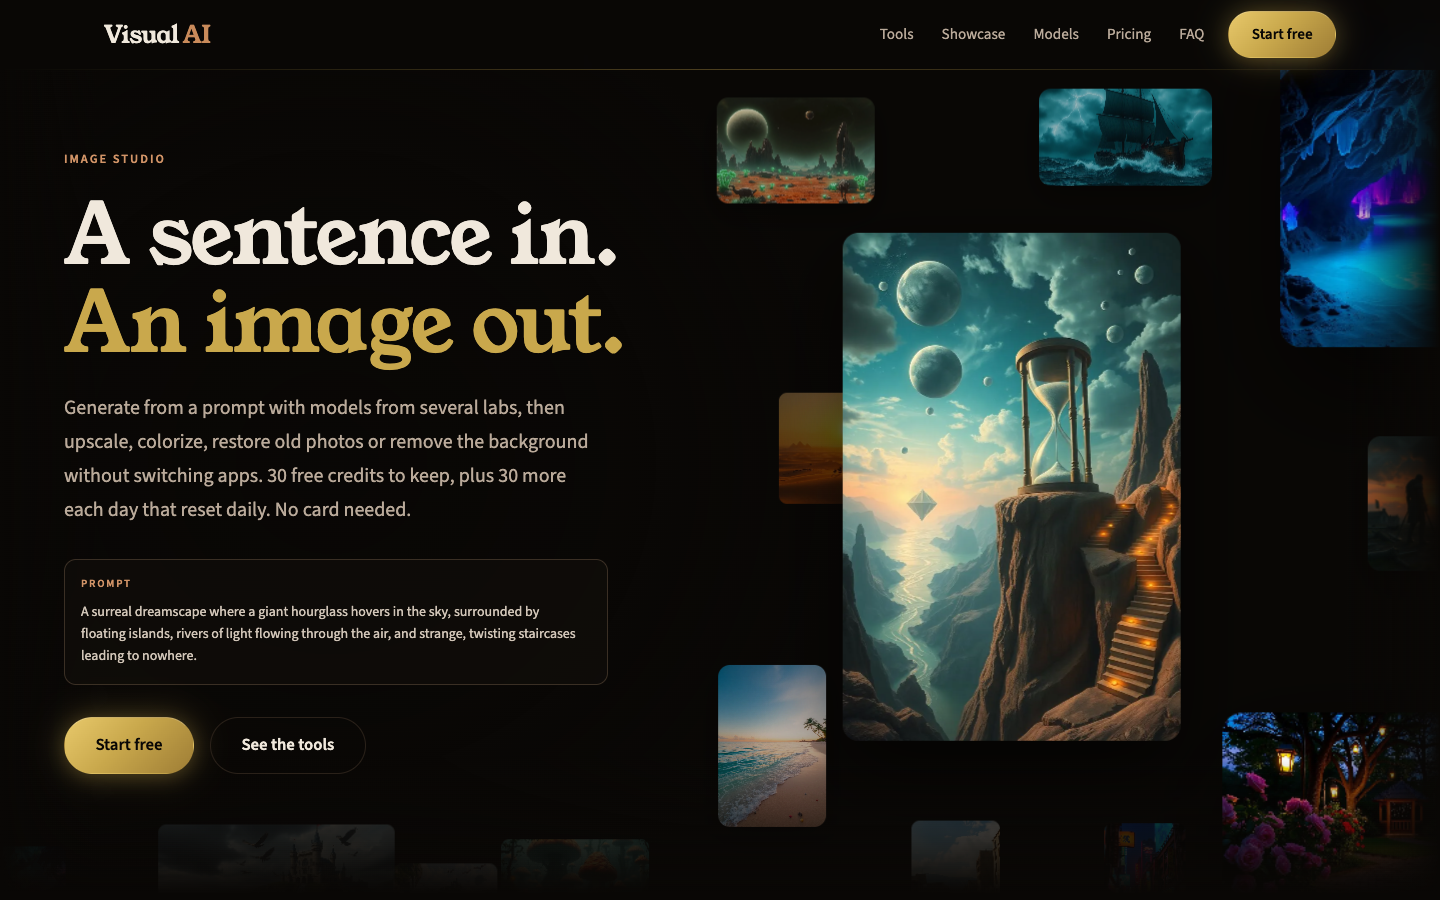 Visual AI
Tools
Showcase
Models
Pricing
FAQ
Start free
IMAGE STUDIO
A sentence in.
An image out.
Generate from a prompt with models from several labs, then
upscale, colorize, restore old photos or remove the background
without switching apps. 30 free credits to keep, plus 30 more
each day that reset daily. No card needed.
PROMPT
A surreal dreamscape where a giant hourglass hovers in the sky, surrounded by
floating islands, rivers of light flowing through the air, and strange, twisting staircases
leading to nowhere.
Start free
See the tools